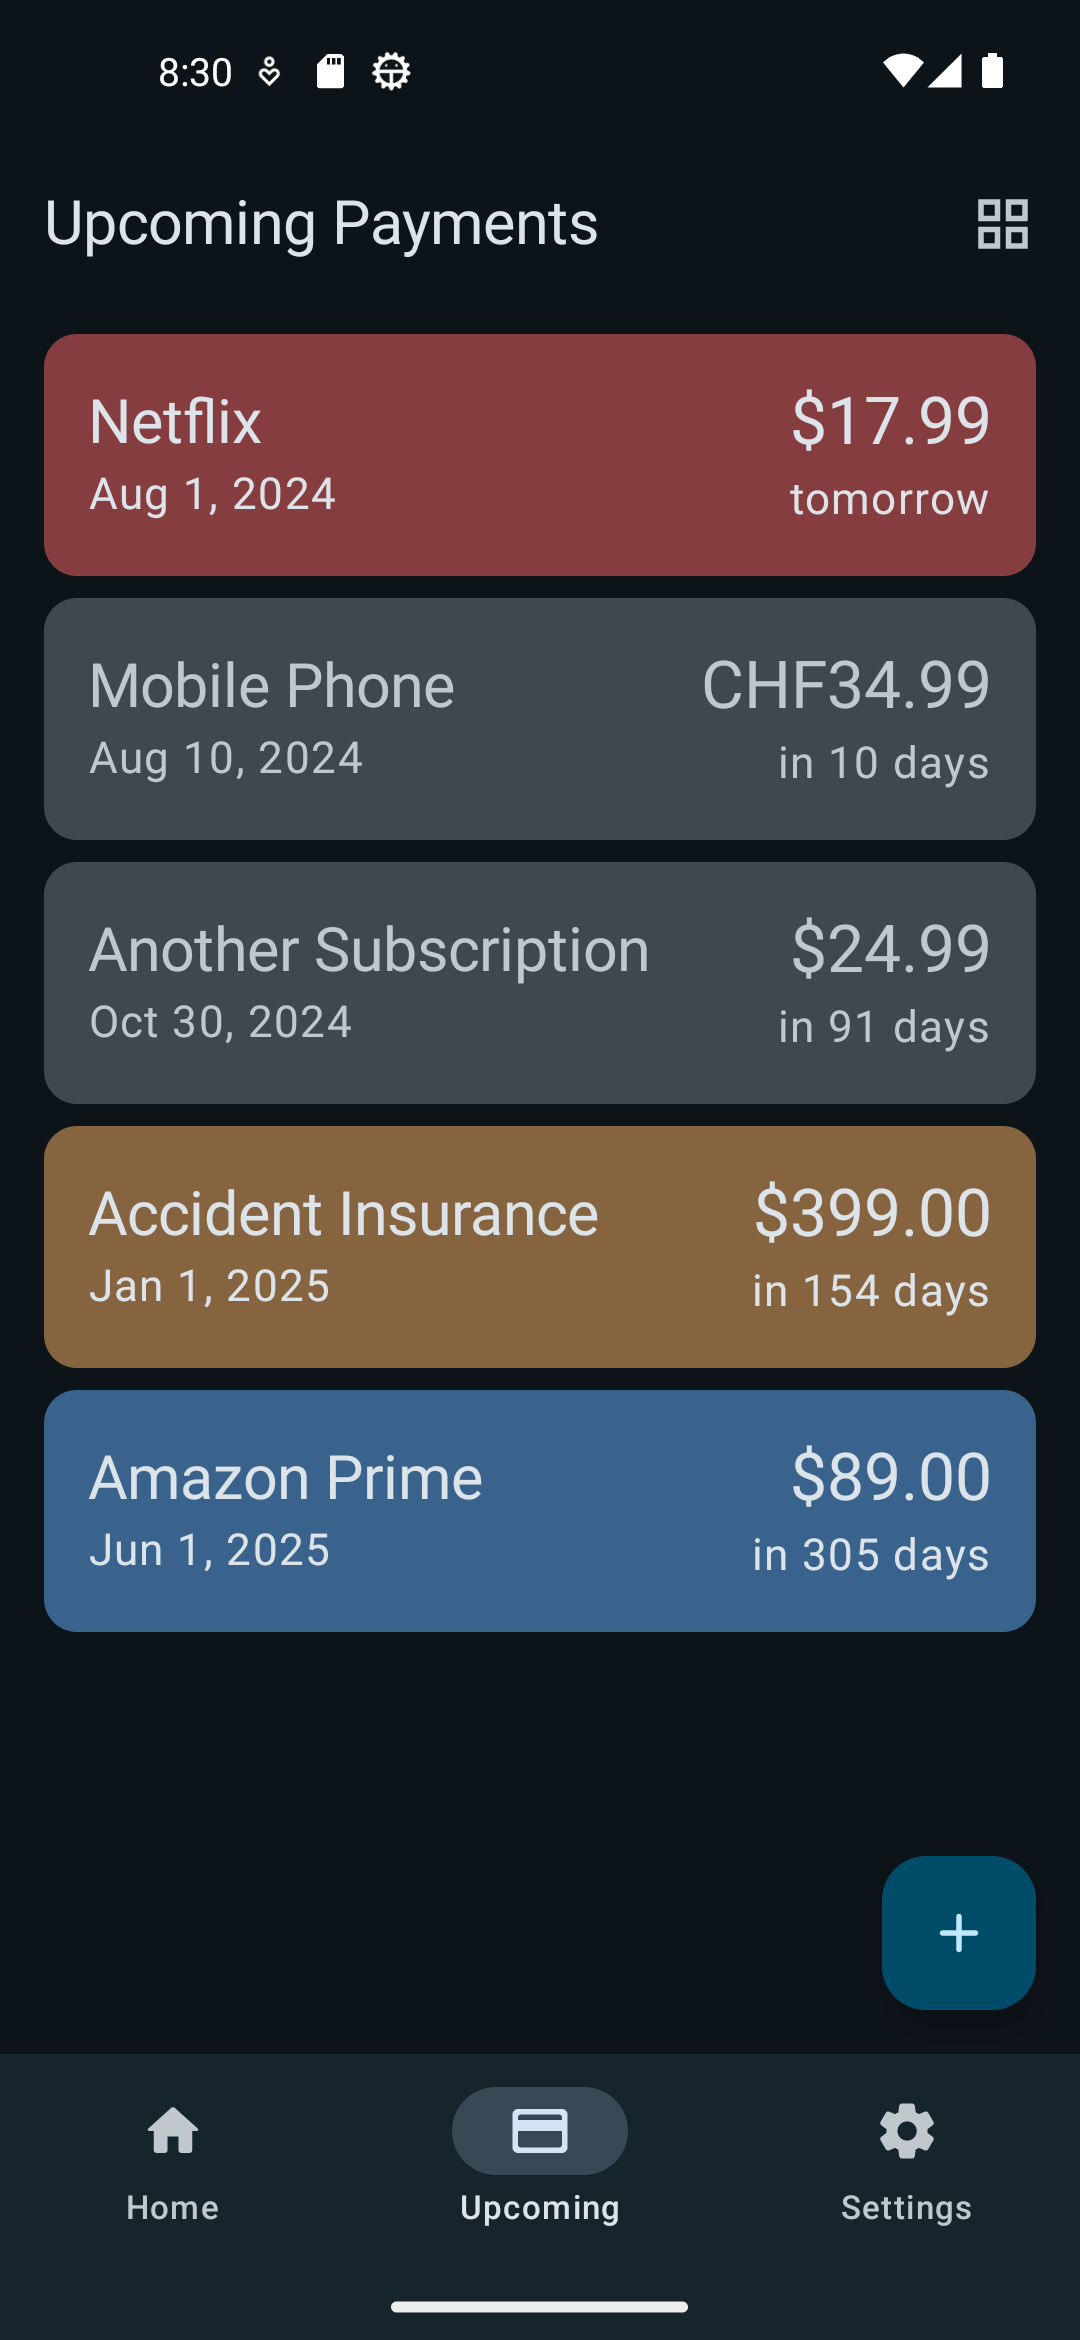 8:30
Upcoming Payments
Netflix
$17.99
Aug 1, 2024
tomorrow
Mobile Phone
CHF34.99
Aug 10, 2024
in 10 days
Another Subscription
$24.99
Oct 30, 2024
in 91 days
Accident Insurance
$399.00
Jan 1, 2025
in 154 days
Amazon Prime
$89.00
Jun 1, 2025
in 305 days
Home
Upcoming
Settings